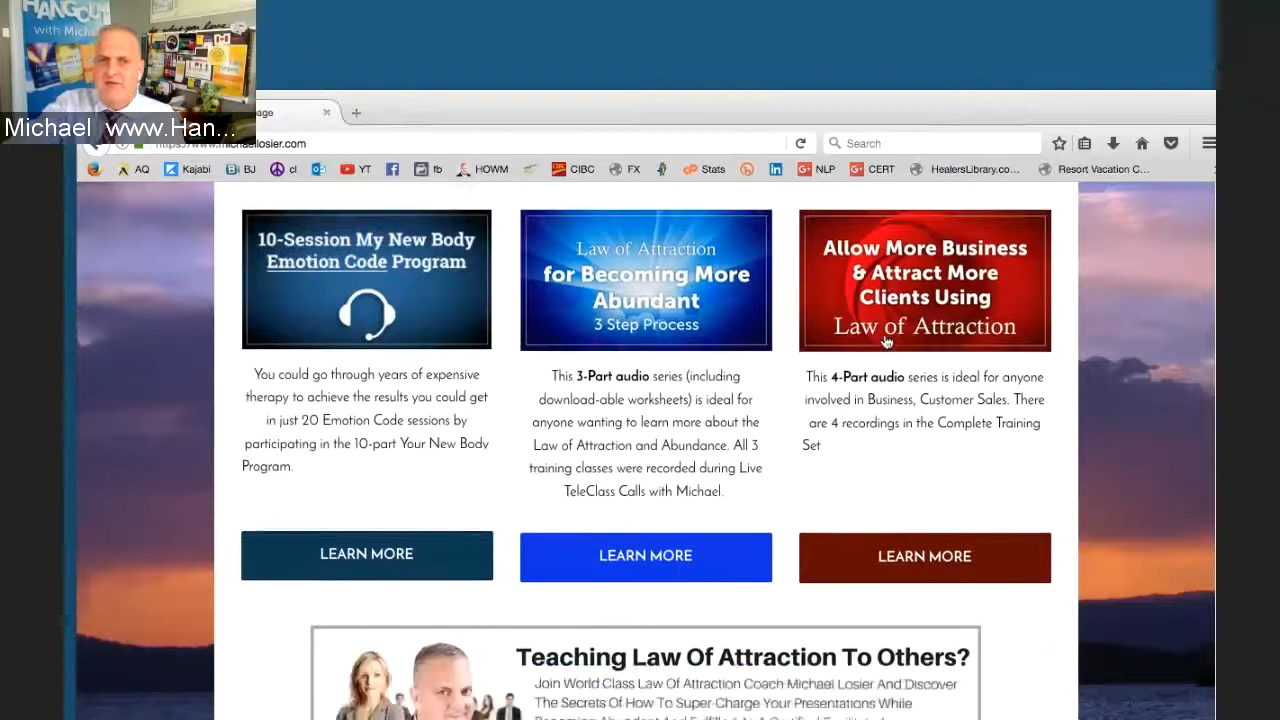 HANGOUT
with Michael
Michael www.Han...
age
https://www.michaellosier.com
Search
AQ
Kajabi
BJ
cl
YT
fb
HOWM
CIBC
FX
Stats
NLP
CERT
HealersLibrary.co...
Resort Vacation C...
10-Session My New Body
Emotion Code Program
You could go through years of expensive
therapy to achieve the results you could get
in just 20 Emotion Code sessions by
participating in the 10-part Your New Body
Program.
LEARN MORE
Law of Attraction
for Becoming More
Abundant
3 Step Process
This 3-Part audio series (including
download-able worksheets) is ideal for
anyone wanting to learn more about the
Law of Attraction and Abundance. All 3
training classes were recorded during Live
TeleClass Calls with Michael.
LEARN MORE
Allow More Business
& Attract More
Clients Using
Law of Attraction
This 4-Part audio series is ideal for anyone
involved in Business, Customer Sales. There
are 4 recordings in the Complete Training
Set
LEARN MORE
Teaching Law Of Attraction To Others?
Join World Class Law Of Attraction Coach Michael Losier And Discover
The Secrets Of How To Super-Charge Your Presentations While